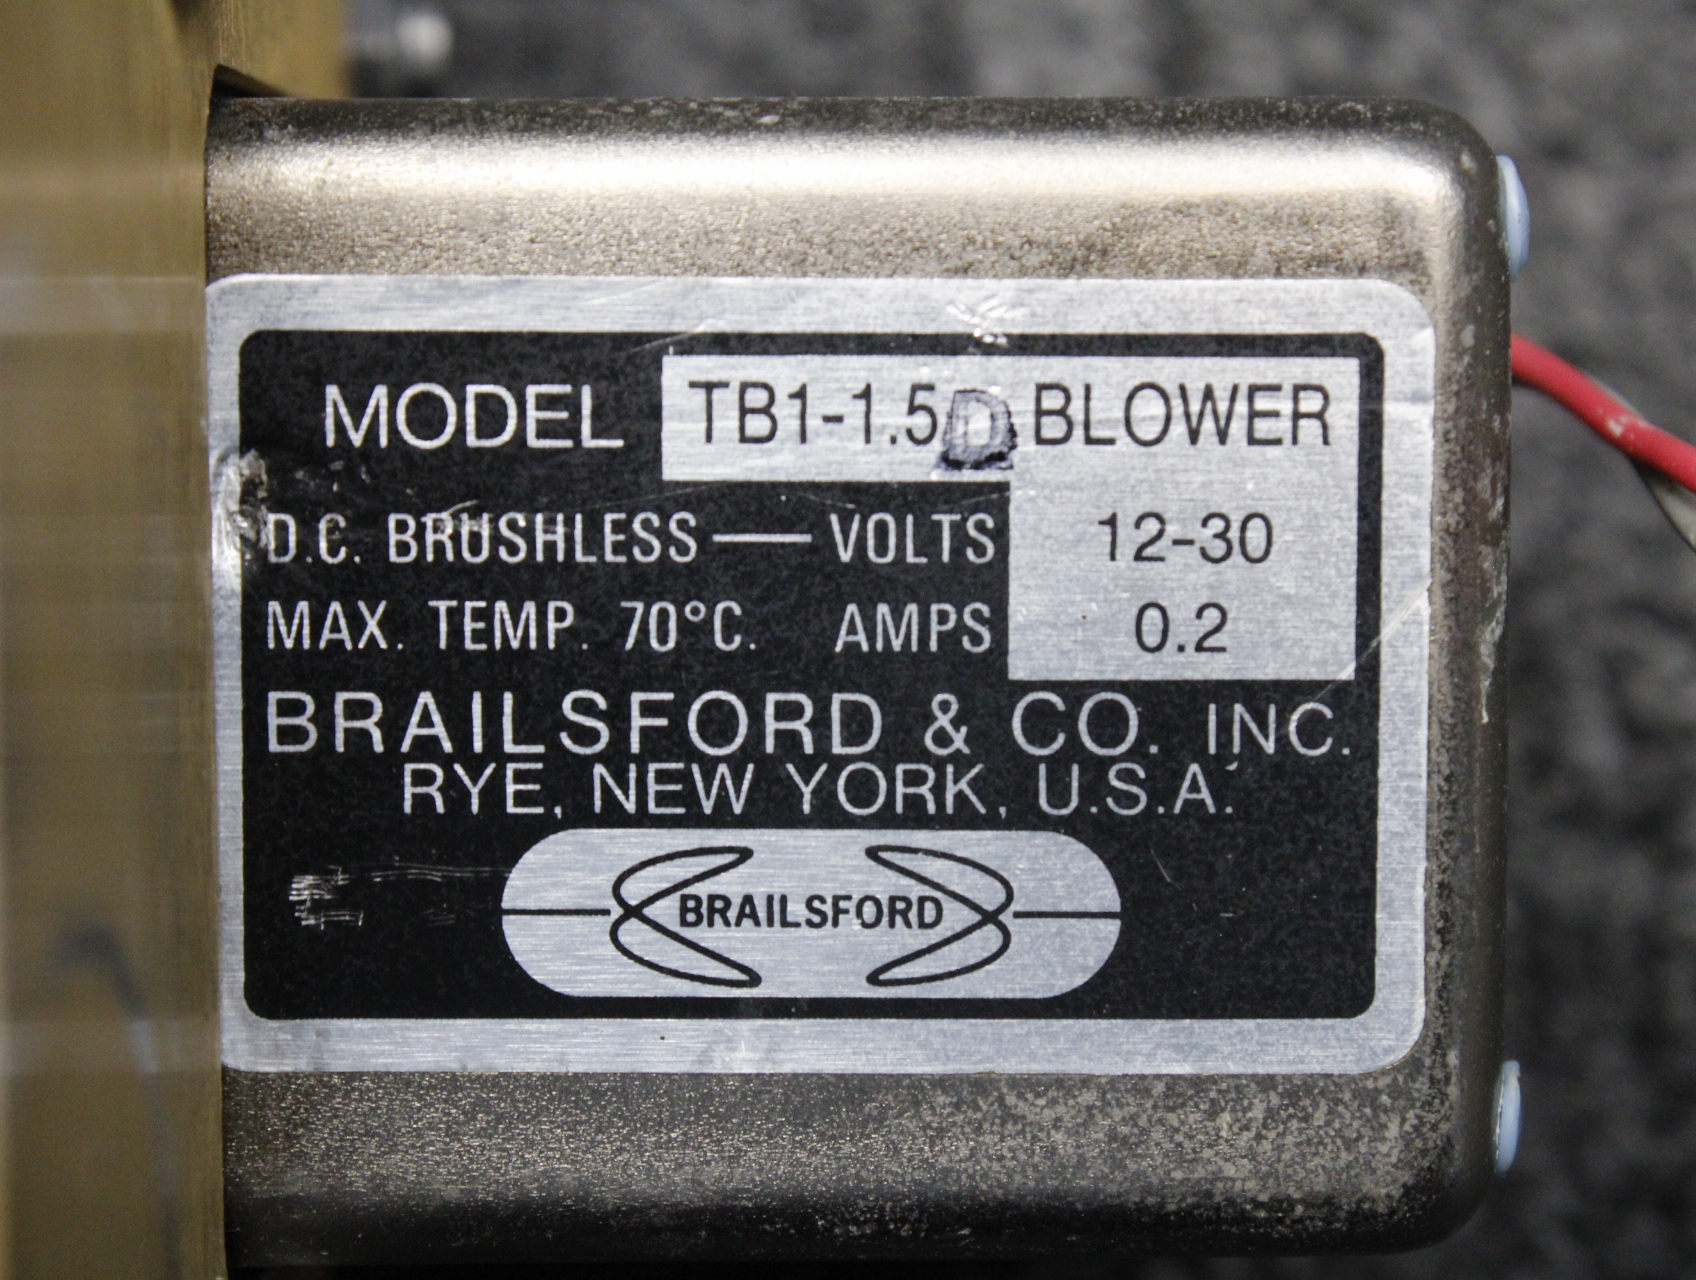 MODEL TB1-1.5D BLOWER
D.C. BRUSHLESS — VOLTS 12-30
MAX. TEMP. 70°C. AMPS 0.2
BRAILSFORD & CO. INC.
RYE, NEW YORK, U.S.A.
BRAILSFORD